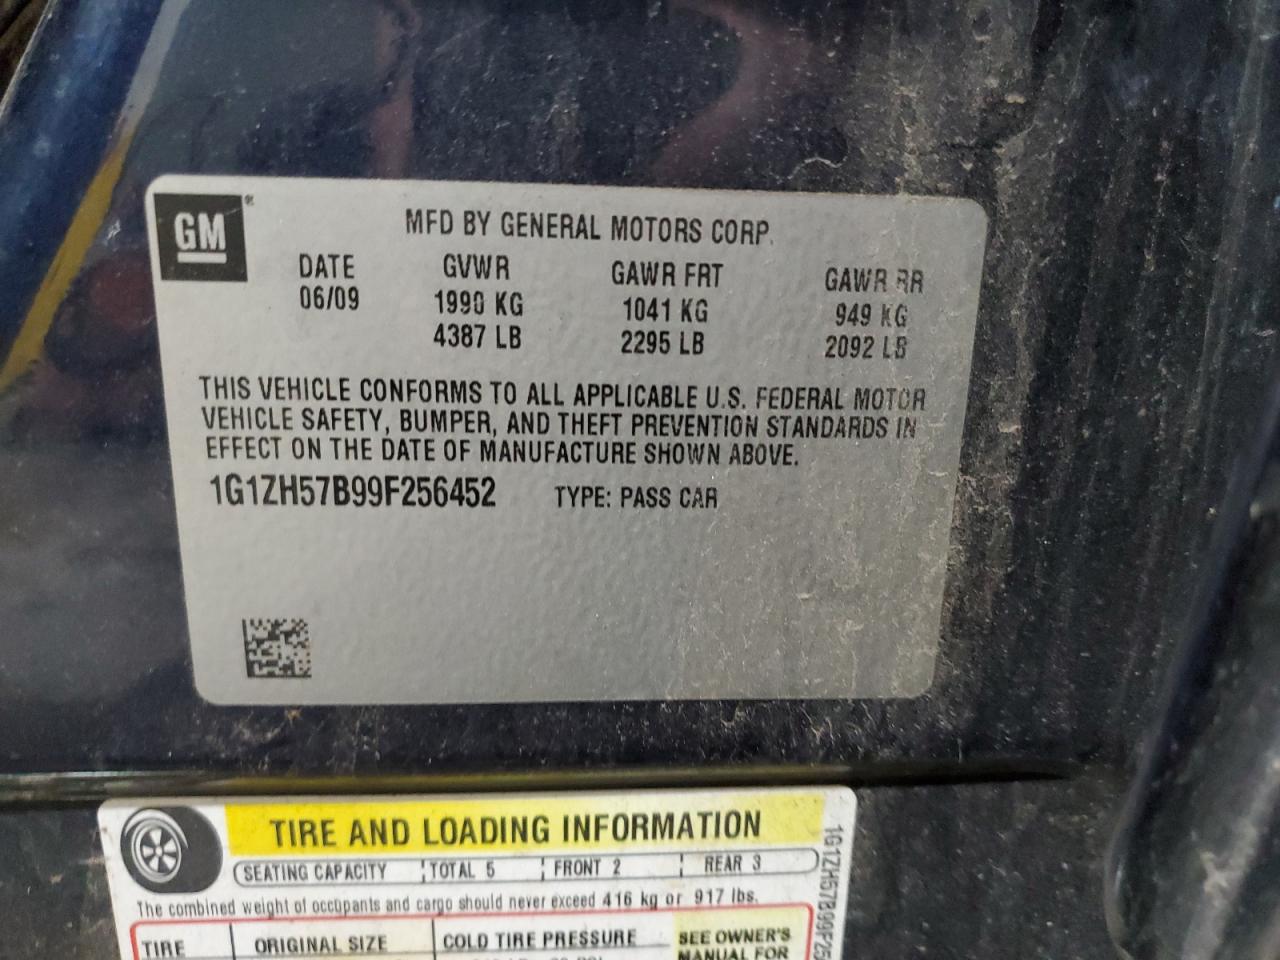 GM®
MFD BY GENERAL MOTORS CORP.
DATE GVWR GAWR FRT GAWR RR
06/09 1990 KG 1041 KG 949 KG
4387 LB 2295 LB 2092 LB
THIS VEHICLE CONFORMS TO ALL APPLICABLE U.S. FEDERAL MOTOR
VEHICLE SAFETY, BUMPER, AND THEFT PREVENTION STANDARDS IN
EFFECT ON THE DATE OF MANUFACTURE SHOWN ABOVE.
1G1ZH57B99F256452 TYPE: PASS CAR
TIRE AND LOADING INFORMATION
SEATING CAPACITY TOTAL 5 FRONT 2 REAR 3
The combined weight of occupants and cargo should never exceed 416 kg or 917 lbs.
TIRE ORIGINAL SIZE COLD TIRE PRESSURE SEE OWNER'S
MANUAL FOR
1G1ZH57B99F25